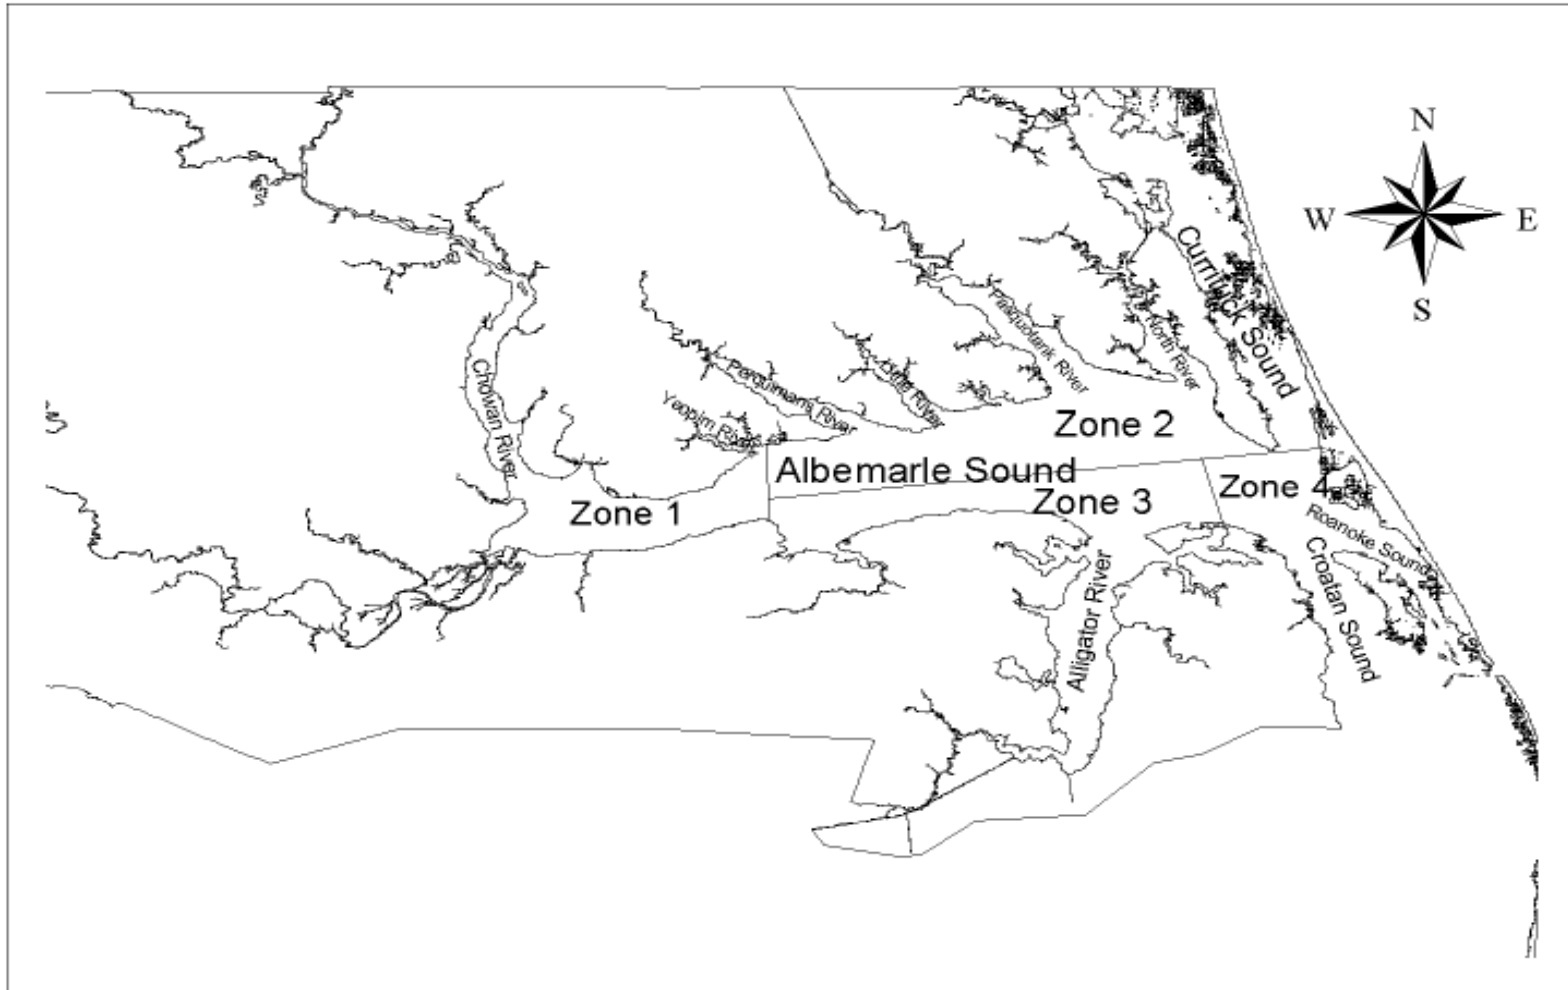 N
W
E
S
Currituck Sound
Pasquotank River
North River
Chowan River
Perquimans River
Little River
Yeopim River
Zone 2
Albemarle Sound
Zone 1
Zone 3
Zone 4
Roanoke Sound
Croatan Sound
Alligator River